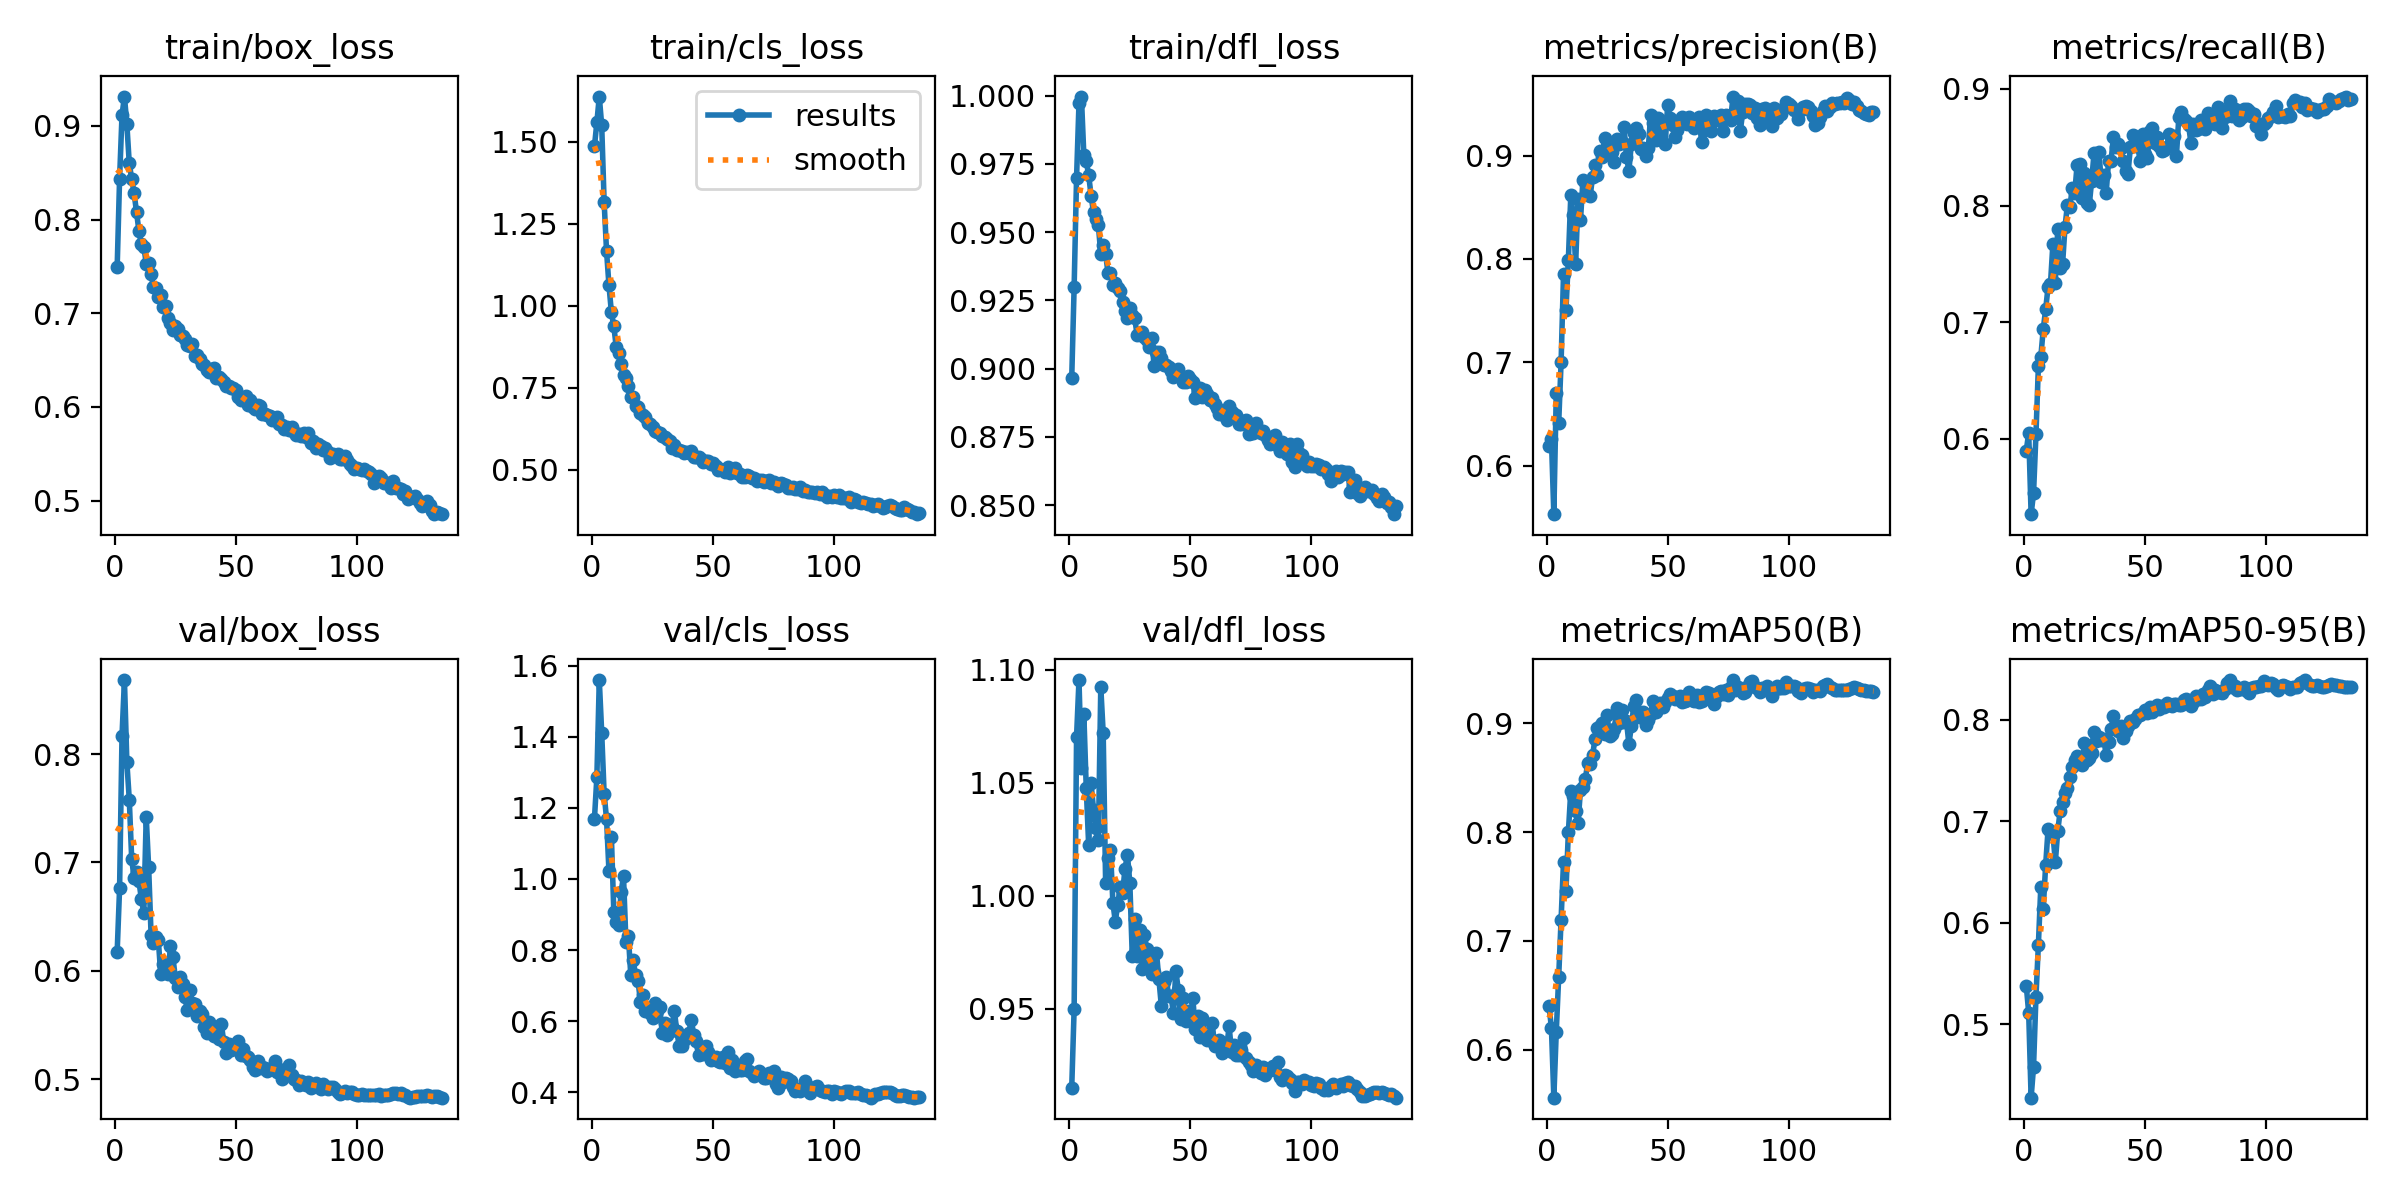 train/box_loss
train/cls_loss
train/dfl_loss
metrics/precision(B)
metrics/recall(B)
0.9
0.8
0.7
0.6
0.5
0 50 100
1.50
1.25
1.00
0.75
0.50
results
smooth
0 50 100
1.000
0.975
0.950
0.925
0.900
0.875
0.850
0 50 100
0.9
0.8
0.7
0.6
0 50 100
0.9
0.8
0.7
0.6
0 50 100
val/box_loss
val/cls_loss
val/dfl_loss
metrics/mAP50(B)
metrics/mAP50-95(B)
0.8
0.7
0.6
0.5
0 50 100
1.6
1.4
1.2
1.0
0.8
0.6
0.4
0 50 100
1.10
1.05
1.00
0.95
0 50 100
0.9
0.8
0.7
0.6
0 50 100
0.8
0.7
0.6
0.5
0 50 100